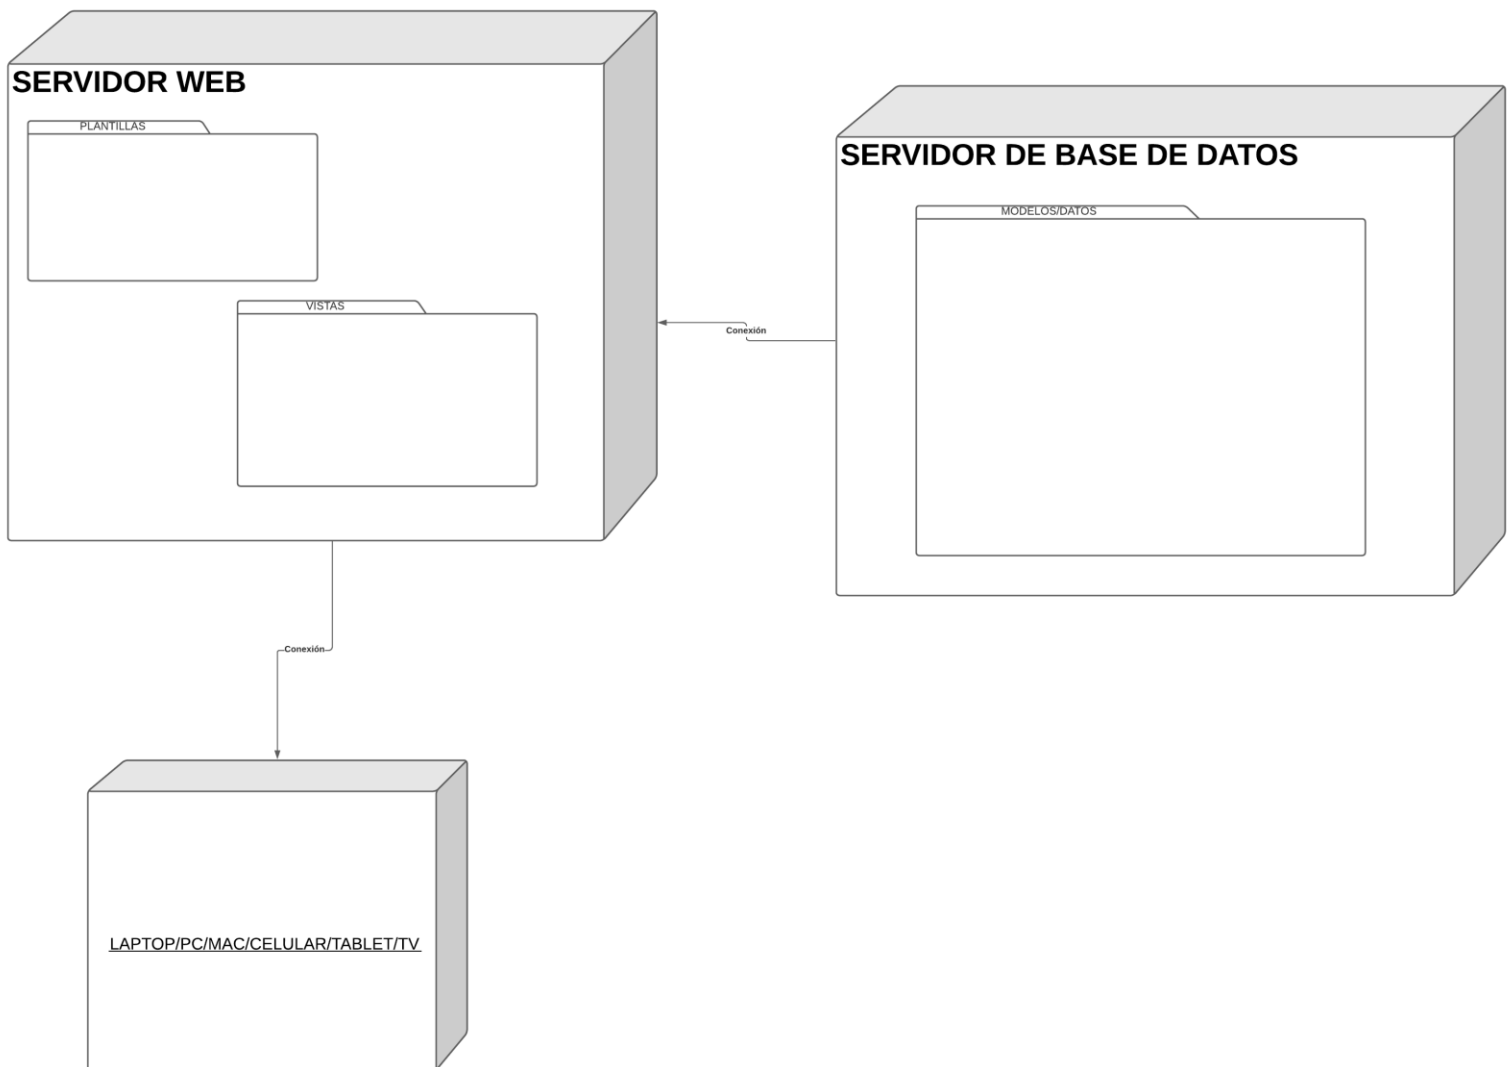 SERVIDOR WEB
PLANTILLAS
VISTAS
SERVIDOR DE BASE DE DATOS
MODELOS/DATOS
Conexión
Conexión
LAPTOP/PC/MAC/CELULAR/TABLET/TV